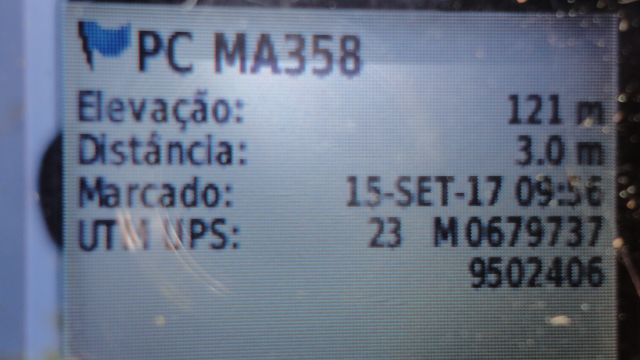 PC MA358
Elevação: 121 m
Distância: 3.0 m
Marcado: 15-SET-17 09:56
UTM UPS: 23 M 0679737
9502406